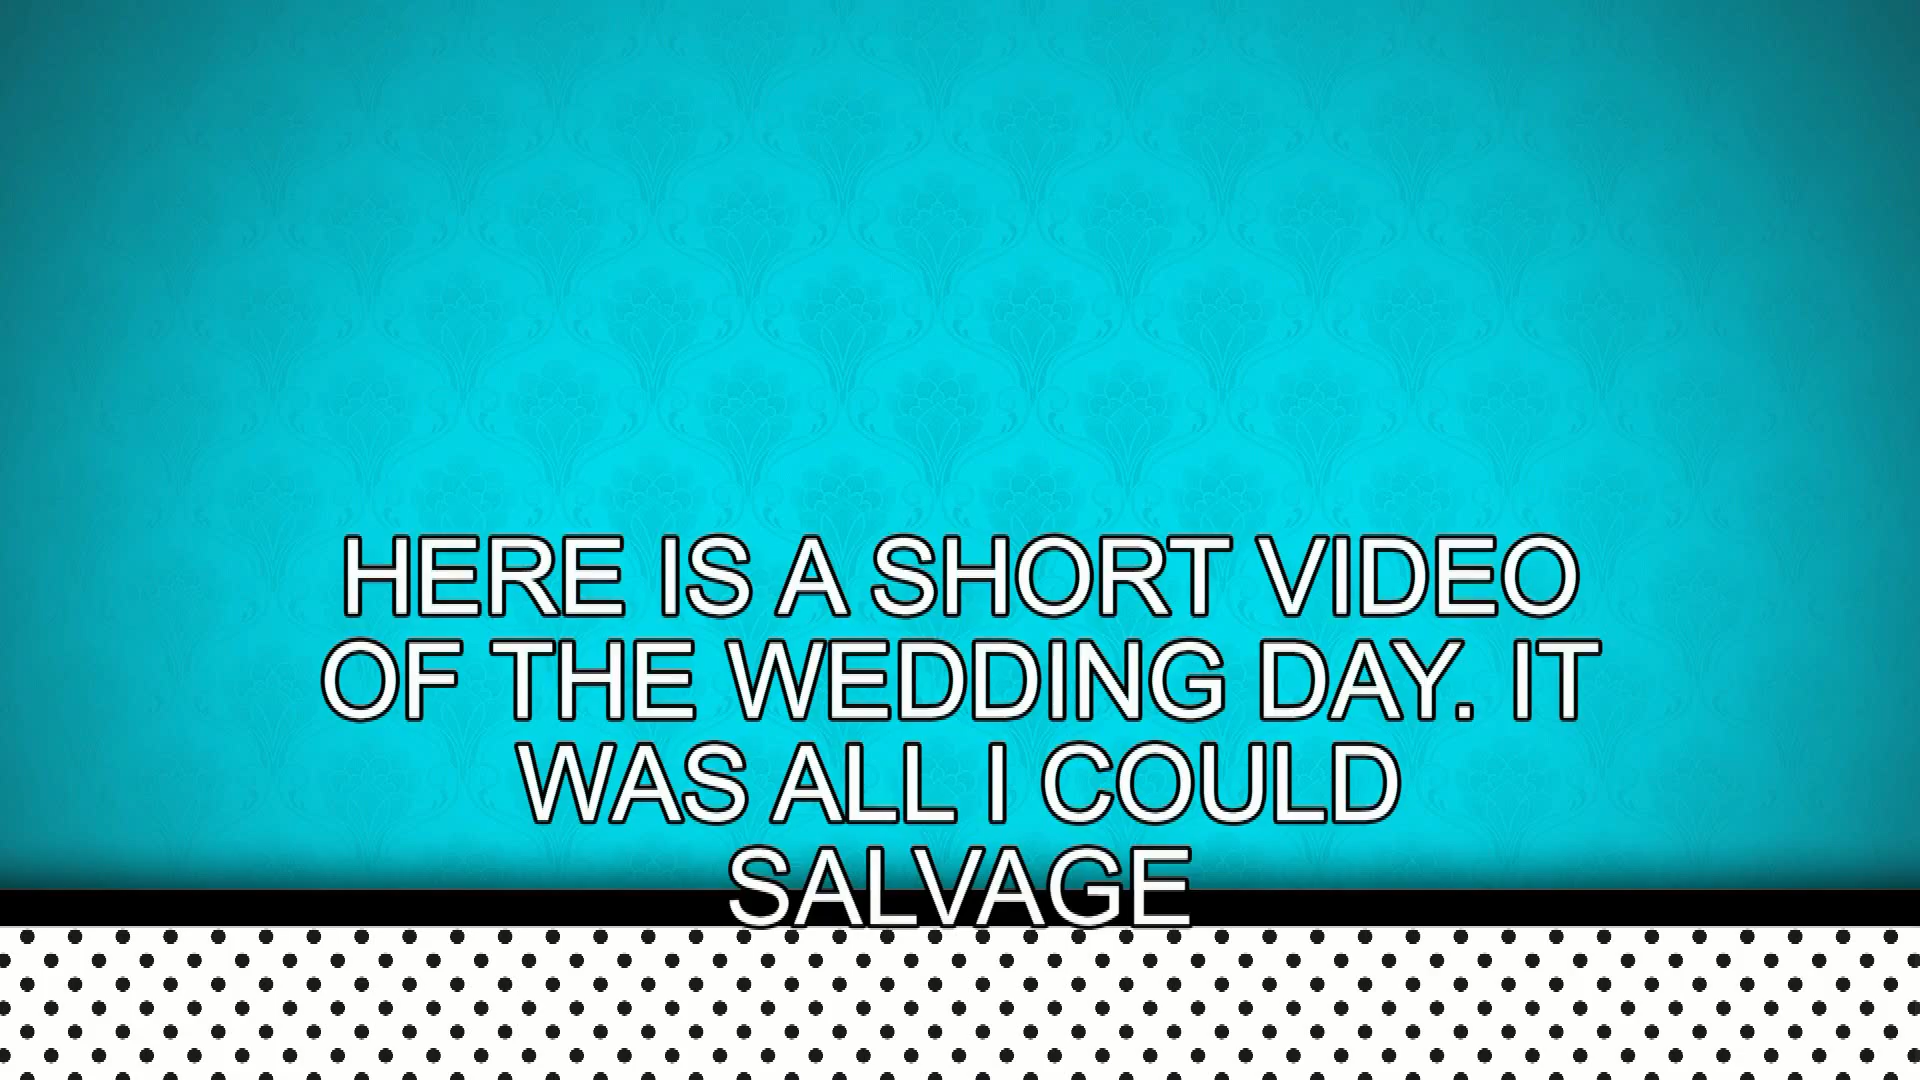 HERE IS A SHORT VIDEO
OF THE WEDDING DAY. IT
WAS ALL I COULD
SALVAGE